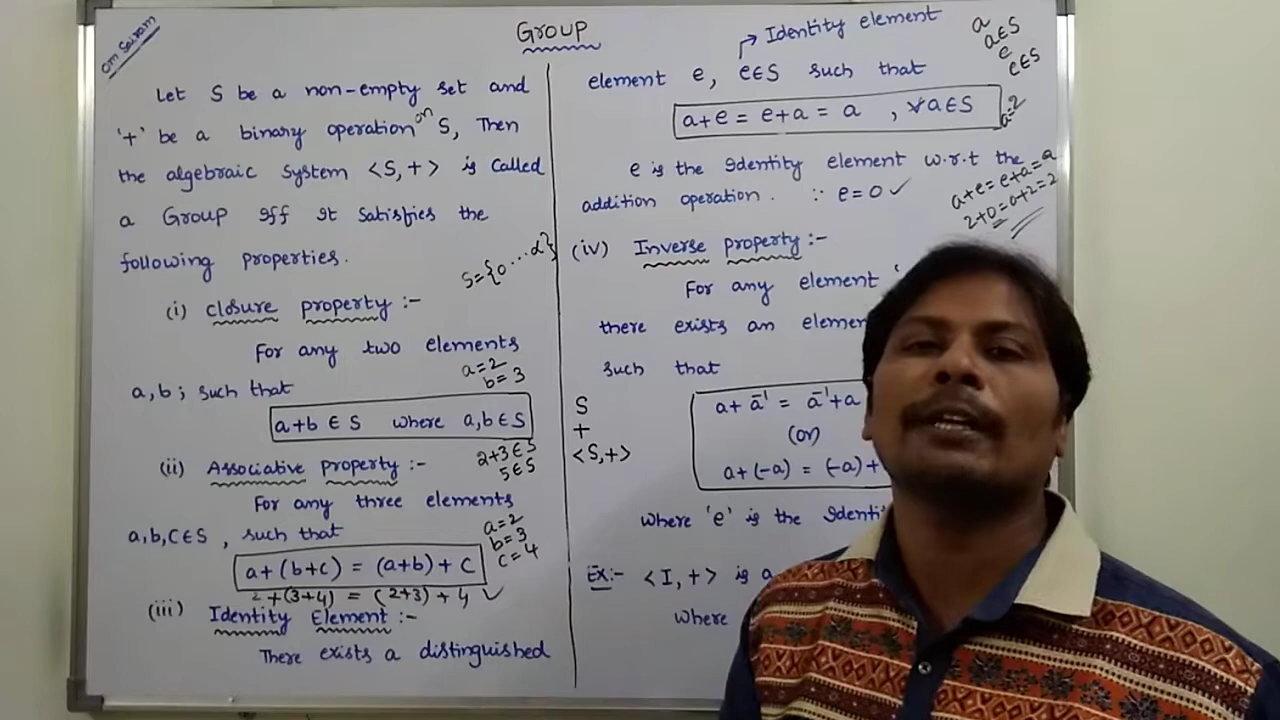 Om Sairam
Group
Let S be a non-empty set and
'+' be a binary operation on S, Then
the algebraic system <S,+> is called
a Group Iff It satisfies the
following properties.
S={0...α}
(i) closure property :-
For any two elements
a=2
b=3
a,b; such that
a+b ∈ S where a,b ∈ S
2+3 ∈ S
5 ∈ S
(ii) Associative property :-
For any three elements
a,b,c ∈ S , such that
a=2
b=3
c=4
a+(b+c) = (a+b)+c
2+(3+4) = (2+3)+4 ✓
(iii) Identity Element :-
There exists a distinguished
Identity element
element e, e∈S such that
a
a∈S
e
e∈S
a+e = e+a = a , ∀a∈S
a=2
e is the Identity element w.r.t the
addition operation. ∵ e=0 ✓
a+e=e+a=a
2+0=0+2=2
(iv) Inverse property :-
For any element '
there exists an elemen
such that
S
+
<S,+>
a+a⁻¹ = a⁻¹+a
(or)
a+(-a) = (-a)+
where 'e' is the Identi
Ex:- <I,+> is a
where